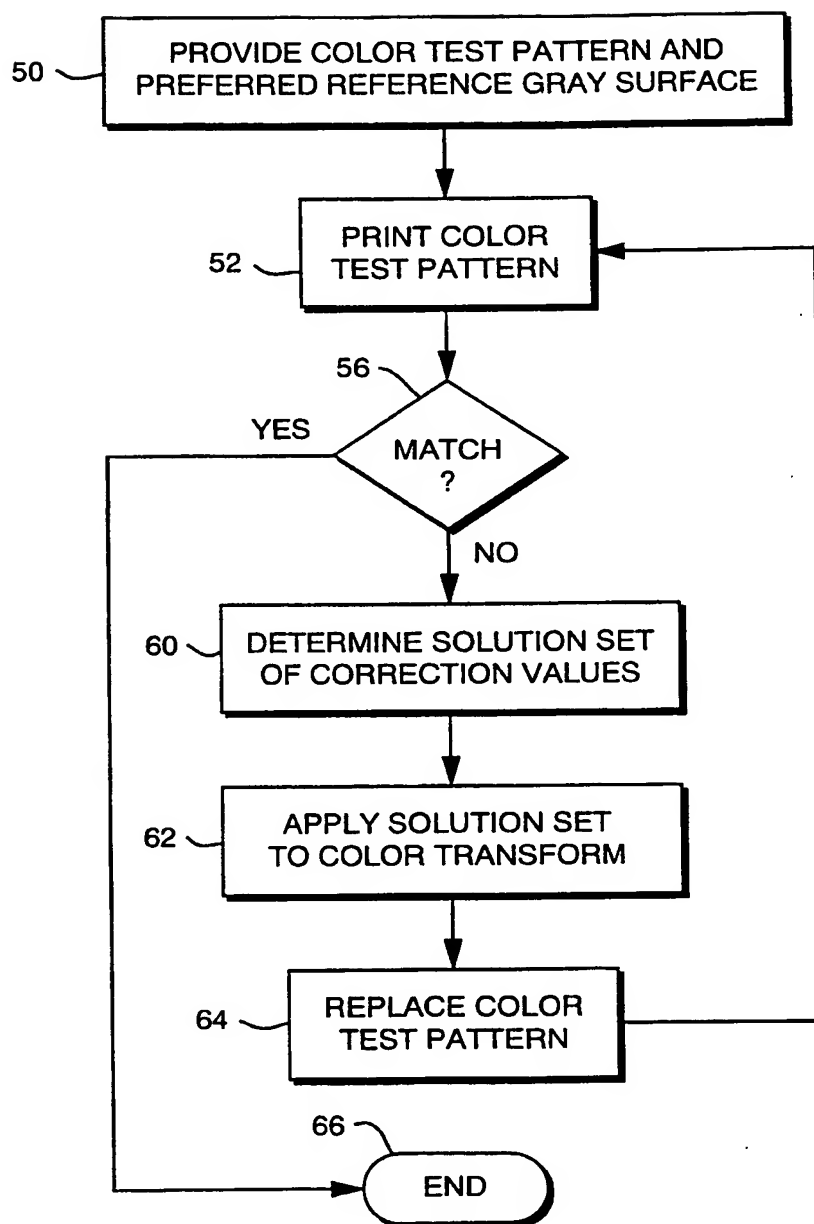 50
PROVIDE COLOR TEST PATTERN AND
PREFERRED REFERENCE GRAY SURFACE
52
PRINT COLOR
TEST PATTERN
56
YES
MATCH
?
NO
60
DETERMINE SOLUTION SET
OF CORRECTION VALUES
62
APPLY SOLUTION SET
TO COLOR TRANSFORM
64
REPLACE COLOR
TEST PATTERN
66
END